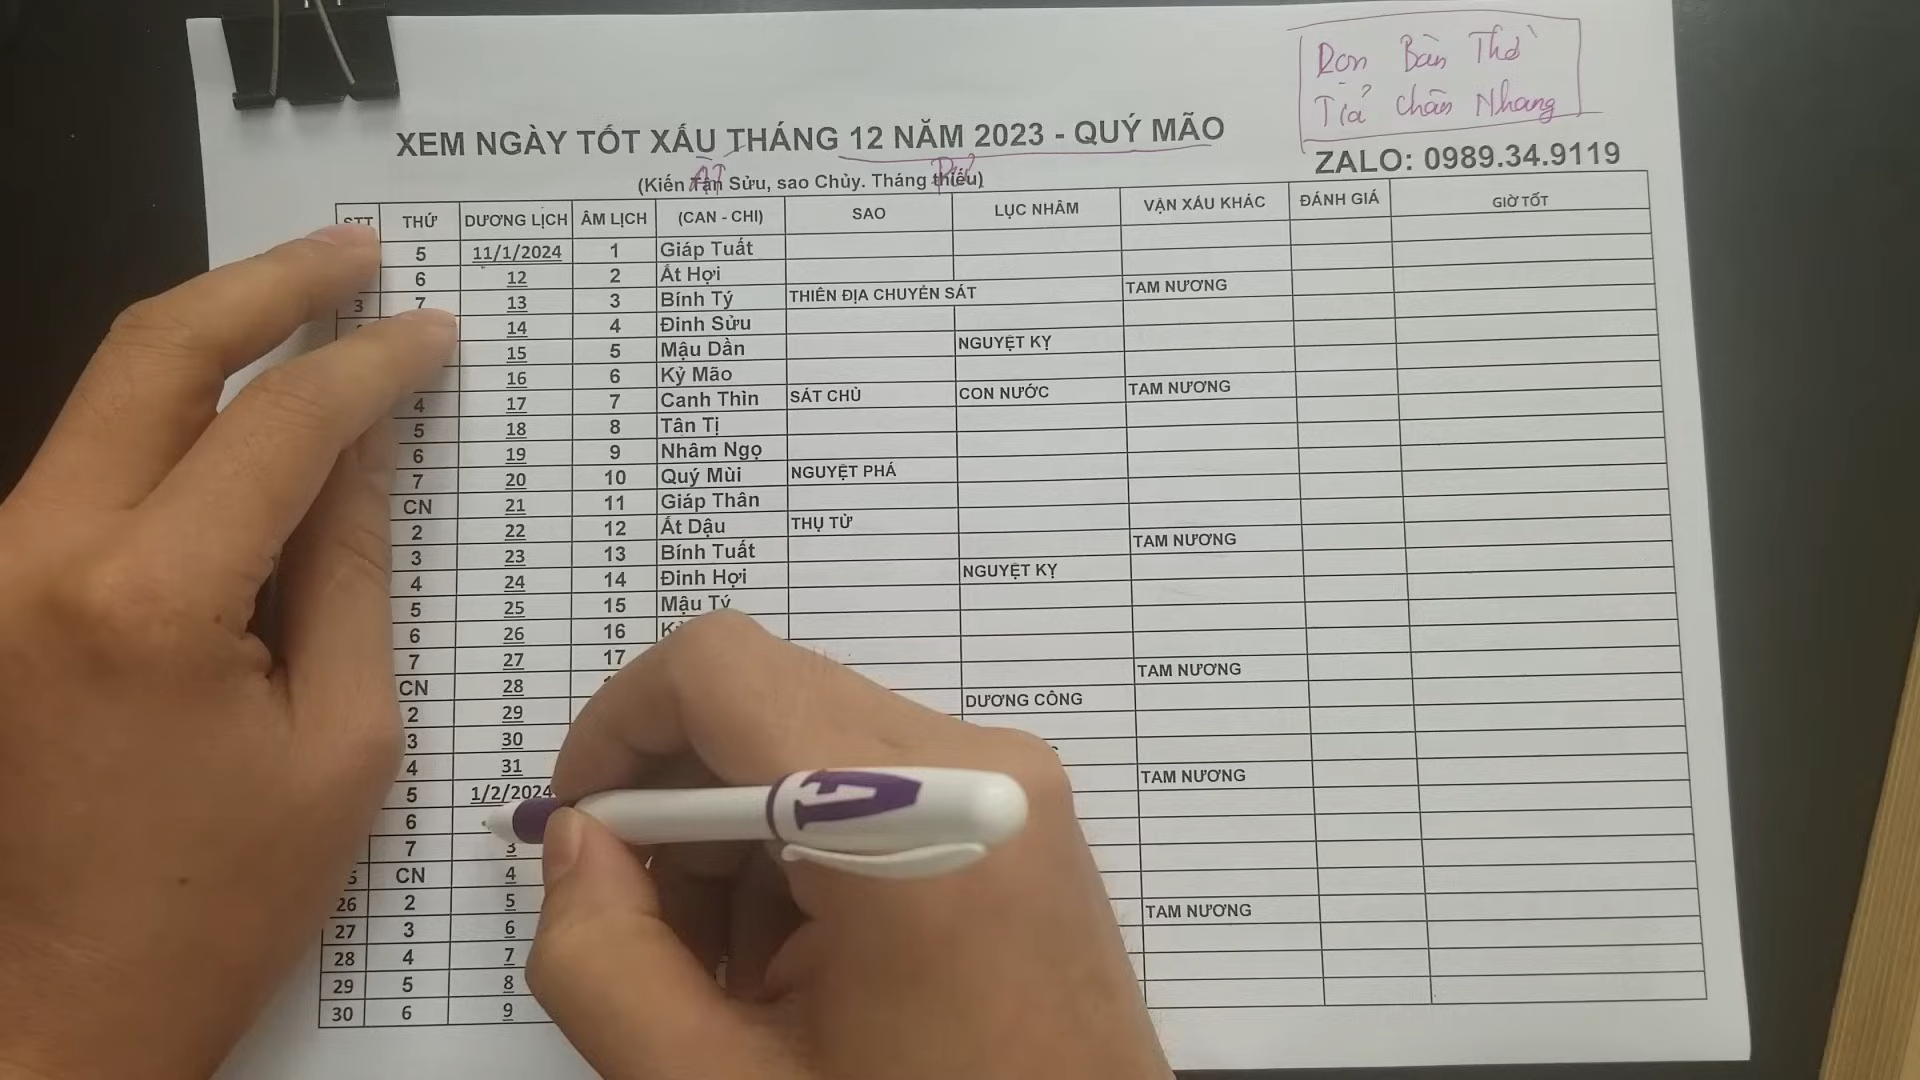 Dọn Bàn Thờ
Tỉa chân Nhang
XEM NGÀY TỐT XẤU THÁNG 12 NĂM 2023 - QUÝ MÃO
ZALO: 0989.34.9119
(Kiến Tân Sửu, sao Chủy. Tháng thiếu)
STT THỨ DƯƠNG LỊCH ÂM LỊCH (CAN - CHI) SAO LỤC NHÂM VẬN XẤU KHÁC ĐÁNH GIÁ GIỜ TỐT
5 11/1/2024 1 Giáp Tuất
6 12 2 Ất Hợi
3 7 13 3 Bính Tý THIÊN ĐỊA CHUYỂN SÁT TAM NƯƠNG
14 4 Đinh Sửu
15 5 Mậu Dần NGUYỆT KỴ
16 6 Kỷ Mão
4 17 7 Canh Thìn SÁT CHỦ CON NƯỚC TAM NƯƠNG
5 18 8 Tân Tị
6 19 9 Nhâm Ngọ
7 20 10 Quý Mùi NGUYỆT PHÁ
CN 21 11 Giáp Thân
2 22 12 Ất Dậu THỤ TỬ
3 23 13 Bính Tuất TAM NƯƠNG
4 24 14 Đinh Hợi NGUYỆT KỴ
5 25 15 Mậu Tý
6 26 16
7 27 17
CN 28 TAM NƯƠNG
2 29 DƯƠNG CÔNG
3 30
4 31
5 1/2/2024 TAM NƯƠNG
6
7 3
CN 4
26 2 5
27 3 6 TAM NƯƠNG
28 4 7
29 5 8
30 6 9